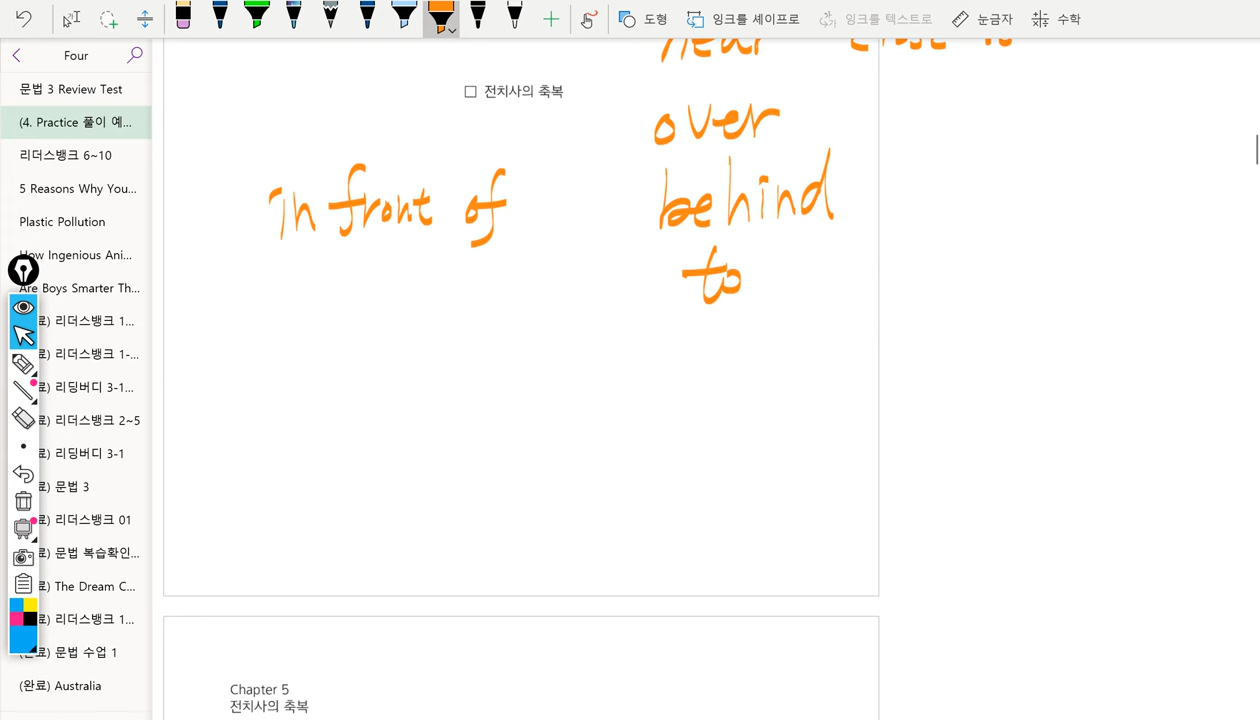 도형
잉크를 셰이프로
잉크를 텍스트로
눈금자
수학
Four
문법 3 Review Test
(4. Practice 풀이 예...
리더스뱅크 6~10
5 Reasons Why You...
Plastic Pollution
How Ingenious Ani...
Are Boys Smarter Th...
료) 리더스뱅크 1...
료) 리더스뱅크 1-...
료) 리딩버디 3-1...
료) 리더스뱅크 2~5
료) 리딩버디 3-1
료) 문법 3
료) 리더스뱅크 01
료) 문법 복습확인...
료) The Dream C...
료) 리더스뱅크 1...
(완료) 문법 수업 1
(완료) Australia
near
□ 전치사의 축복
over
in front of
behind
to
Chapter 5
전치사의 축복